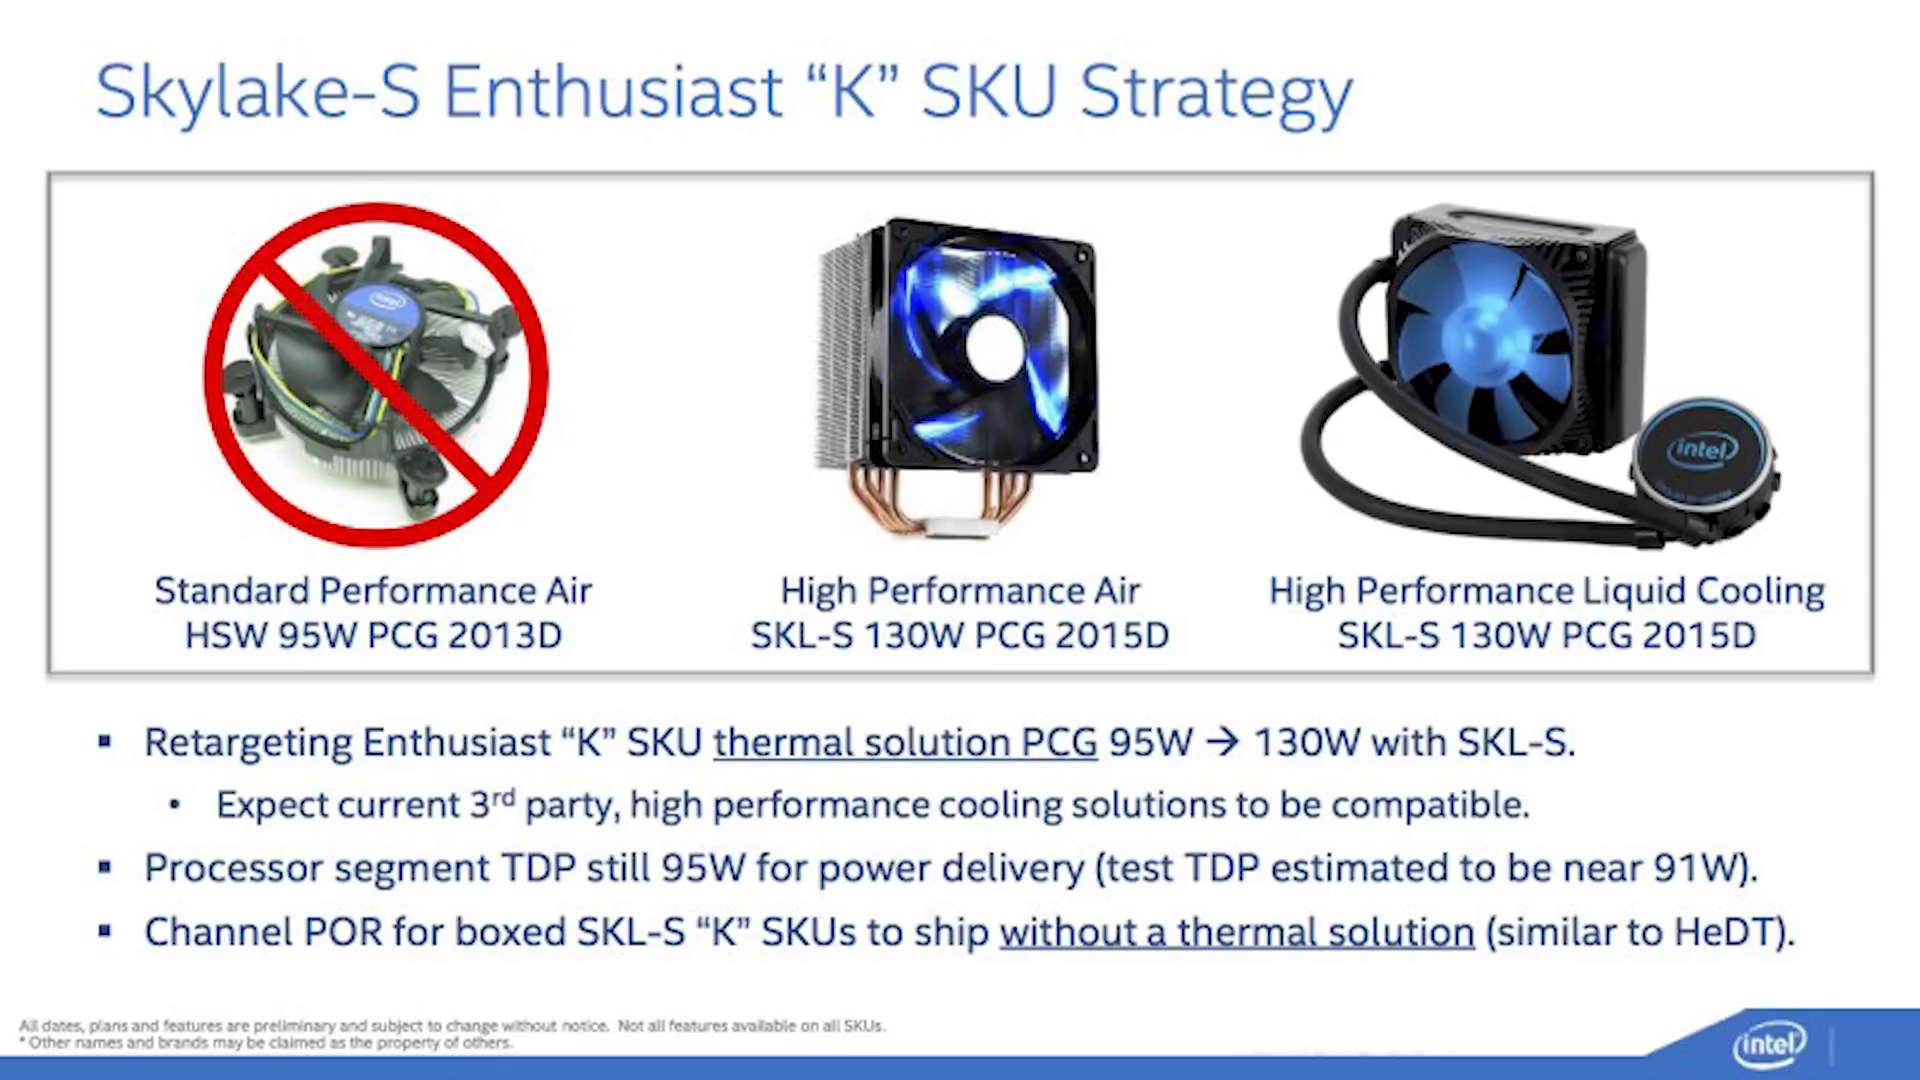 Skylake-S Enthusiast “K” SKU Strategy
intel
intel
Standard Performance Air
HSW 95W PCG 2013D
High Performance Air
SKL-S 130W PCG 2015D
High Performance Liquid Cooling
SKL-S 130W PCG 2015D
▪ Retargeting Enthusiast “K” SKU thermal solution PCG 95W → 130W with SKL-S.
• Expect current 3rd party, high performance cooling solutions to be compatible.
▪ Processor segment TDP still 95W for power delivery (test TDP estimated to be near 91W).
▪ Channel POR for boxed SKL-S “K” SKUs to ship without a thermal solution (similar to HeDT).
All dates, plans and features are preliminary and subject to change without notice. Not all features available on all SKUs.
* Other names and brands may be claimed as the property of others.
intel